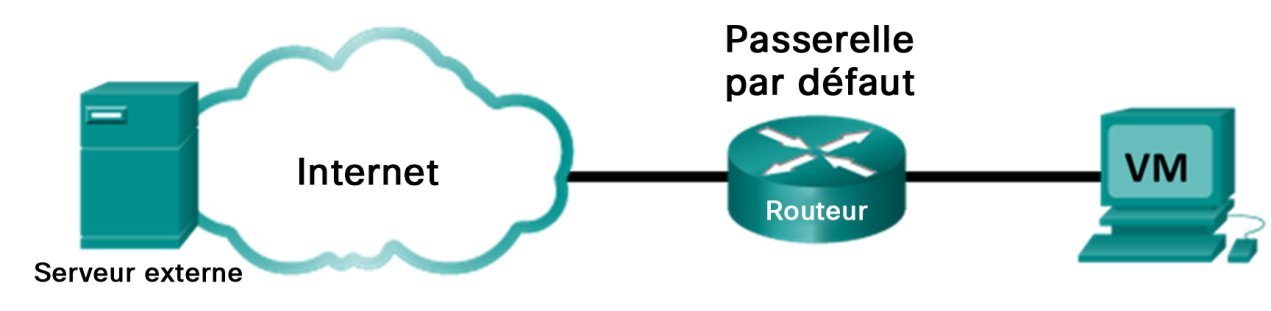 Passerelle
par défaut
Internet
VM
Routeur
Serveur externe